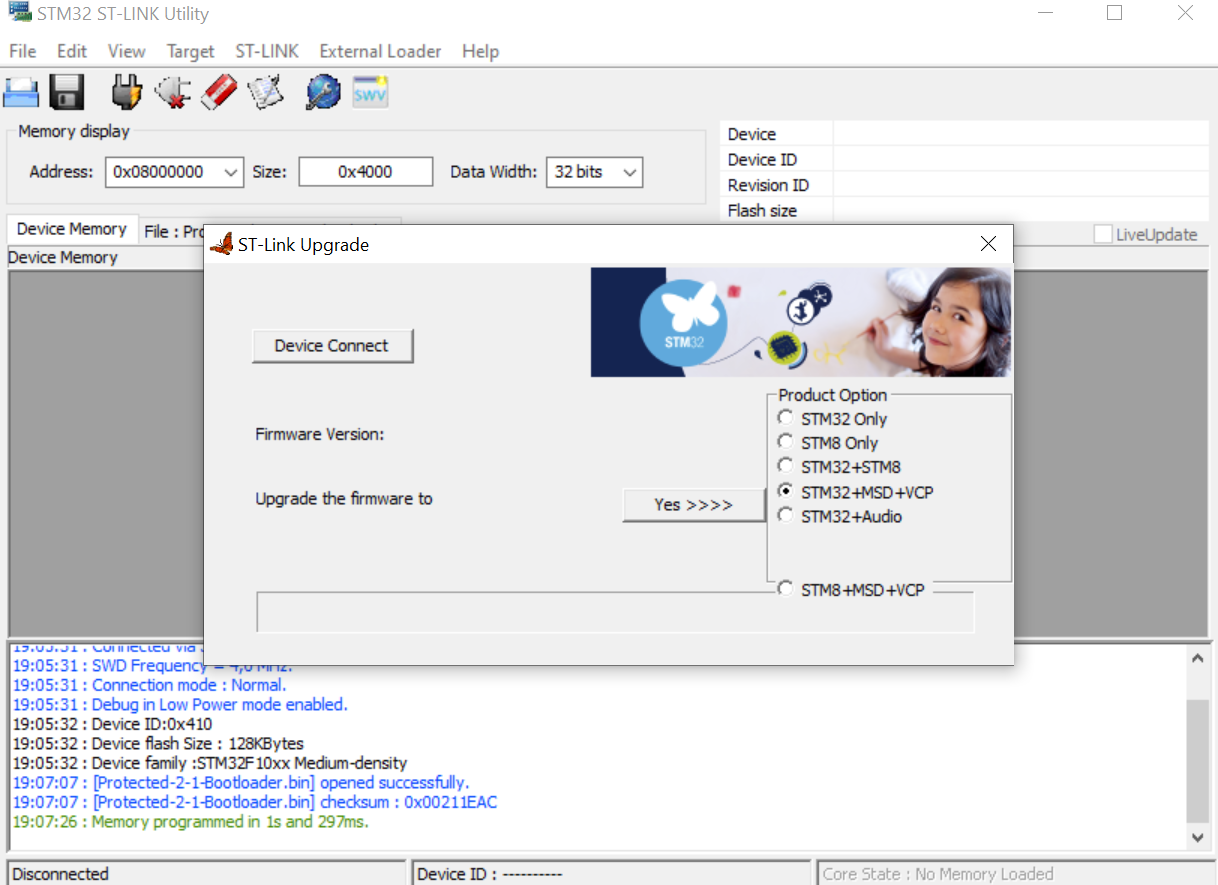 STM32 ST-LINK Utility
File Edit View Target ST-LINK External Loader Help
SWV
Memory display
Address: 0x08000000 Size: 0x4000 Data Width: 32 bits
Device
Device ID
Revision ID
Flash size
Device Memory File : Pro
LiveUpdate
Device Memory
ST-Link Upgrade
STM32
Device Connect
Product Option
STM32 Only
STM8 Only
STM32+STM8
STM32+MSD+VCP
STM32+Audio
STM8+MSD+VCP
Firmware Version:
Upgrade the firmware to
Yes >>>>
19:05:31 : Connected via
19:05:31 : SWD Frequency = 4,0 MHz.
19:05:31 : Connection mode : Normal.
19:05:31 : Debug in Low Power mode enabled.
19:05:32 : Device ID:0x410
19:05:32 : Device flash Size : 128KBytes
19:05:32 : Device family :STM32F10xx Medium-density
19:07:07 : [Protected-2-1-Bootloader.bin] opened successfully.
19:07:07 : [Protected-2-1-Bootloader.bin] checksum : 0x00211EAC
19:07:26 : Memory programmed in 1s and 297ms.
Disconnected
Device ID : ----------
Core State : No Memory Loaded